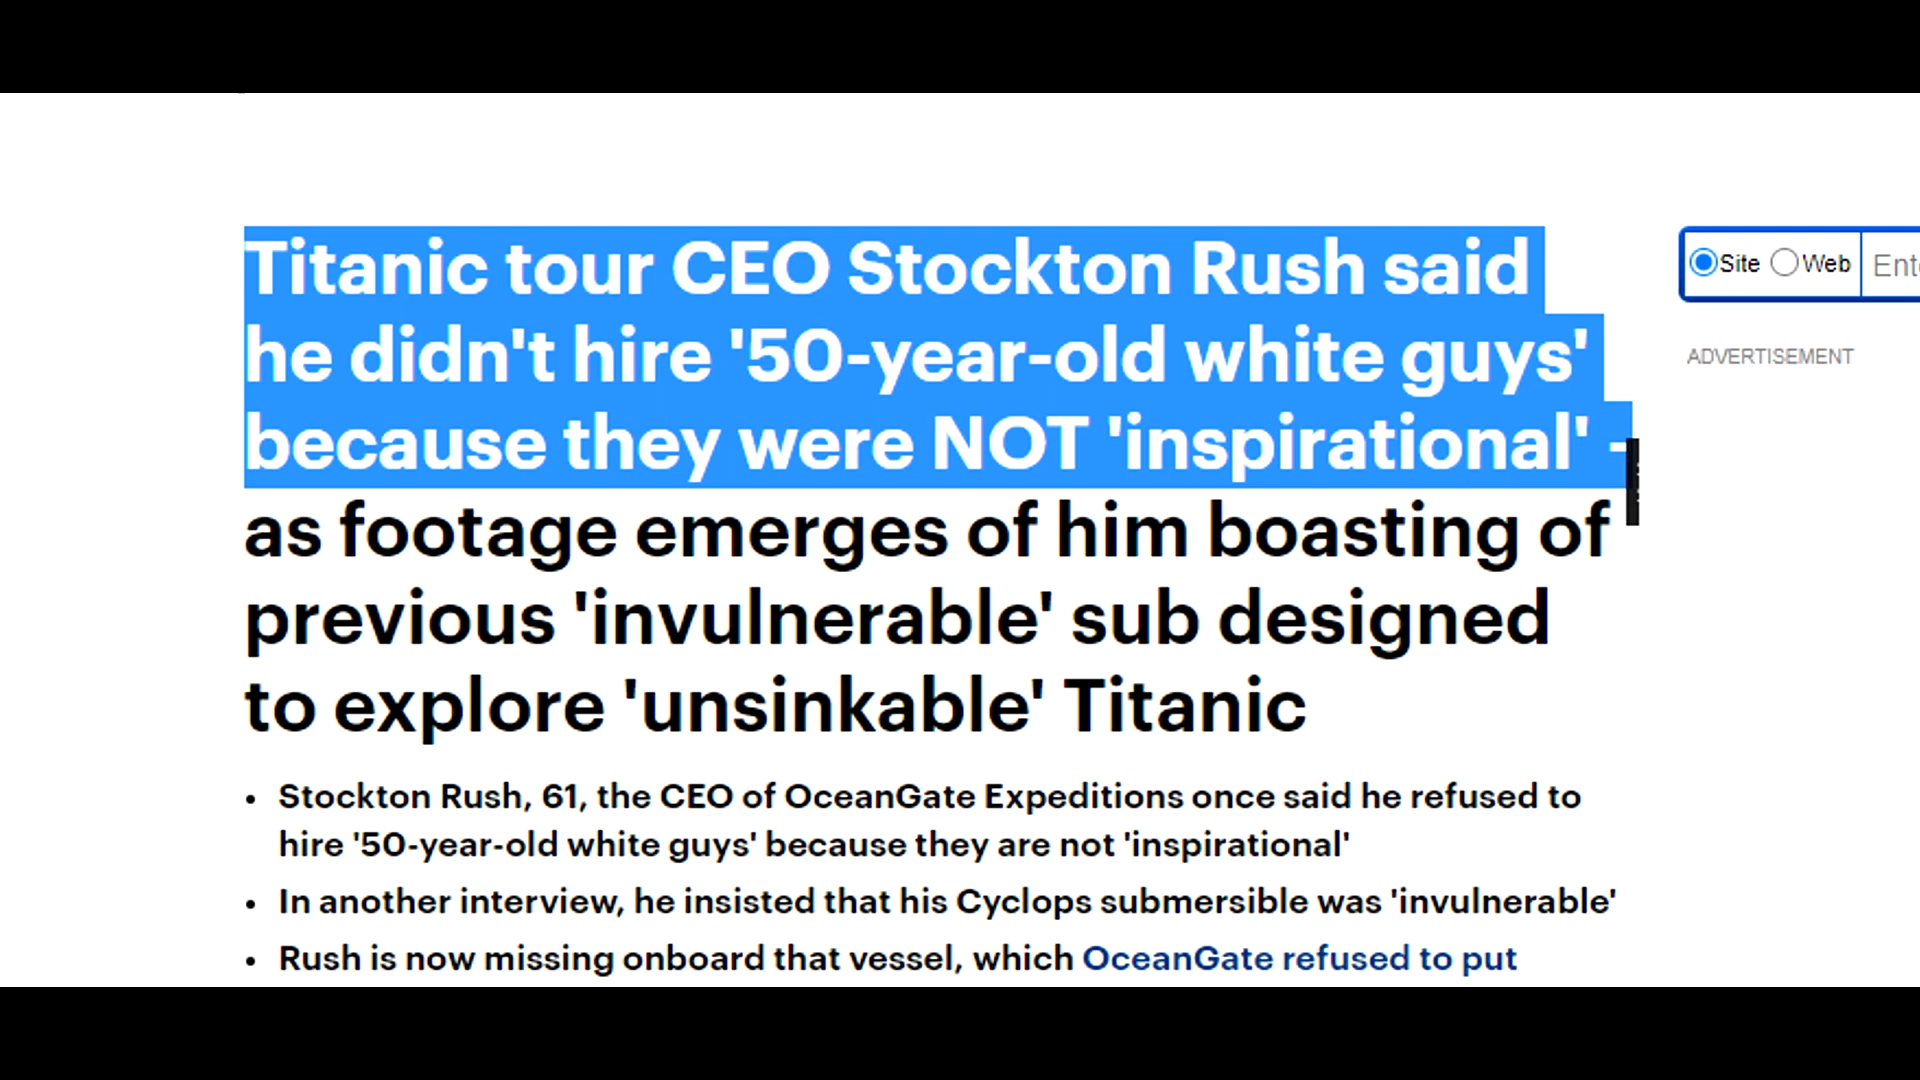 Titanic tour CEO Stockton Rush said
he didn't hire '50-year-old white guys'
because they were NOT 'inspirational' -
as footage emerges of him boasting of
previous 'invulnerable' sub designed
to explore 'unsinkable' Titanic
• Stockton Rush, 61, the CEO of OceanGate Expeditions once said he refused to
hire '50-year-old white guys' because they are not 'inspirational'
• In another interview, he insisted that his Cyclops submersible was 'invulnerable'
• Rush is now missing onboard that vessel, which OceanGate refused to put
Site Web
ADVERTISEMENT